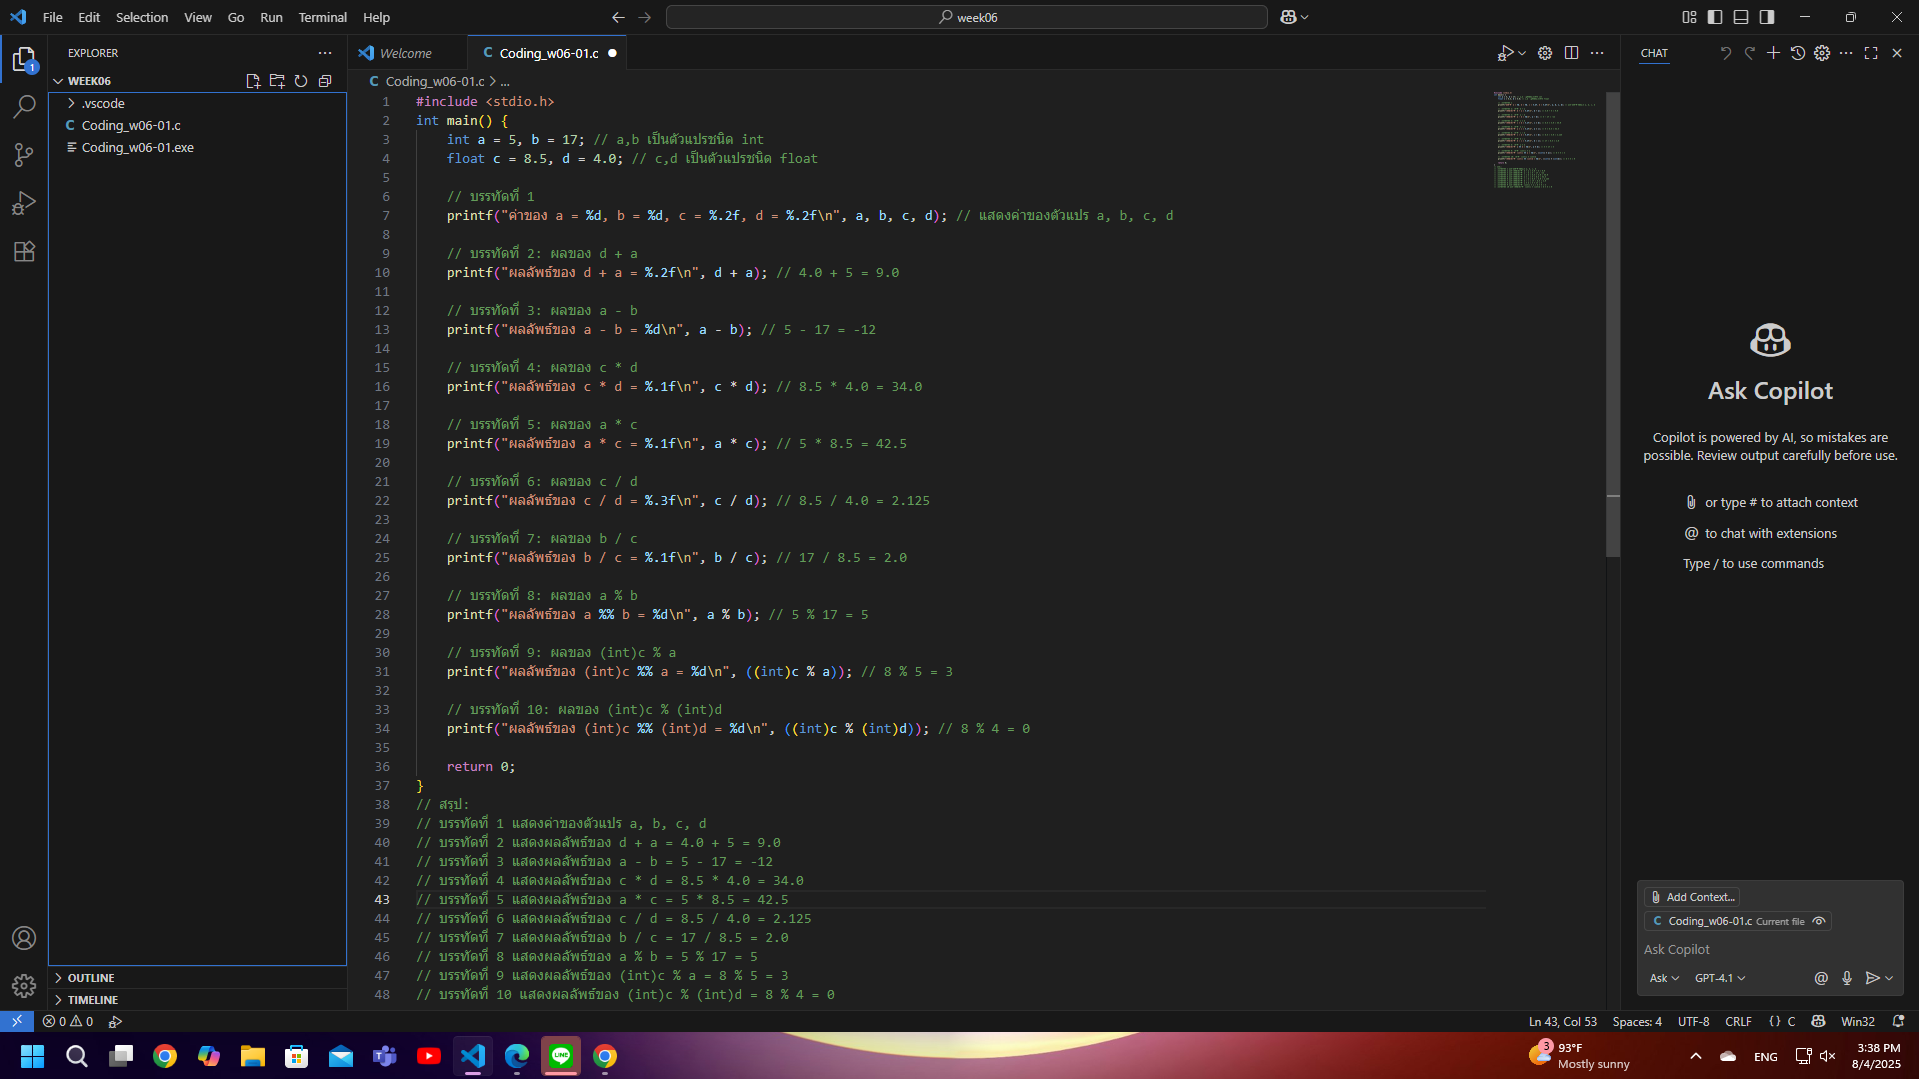 File Edit Selection View Go Run Terminal Help
week06
EXPLORER
WEEK06
.vscode
C Coding_w06-01.c
Coding_w06-01.exe
OUTLINE
TIMELINE
Welcome
C Coding_w06-01.c
C Coding_w06-01.c > ...
1 #include <stdio.h>
2 int main() {
3 int a = 5, b = 17; // a,b เป็นตัวแปรชนิด int
4 float c = 8.5, d = 4.0; // c,d เป็นตัวแปรชนิด float
5
6 // บรรทัดที่ 1
7 printf("ค่าของ a = %d, b = %d, c = %.2f, d = %.2f\n", a, b, c, d); // แสดงค่าของตัวแปร a, b, c, d
8
9 // บรรทัดที่ 2: ผลของ d + a
10 printf("ผลลัพธ์ของ d + a = %.2f\n", d + a); // 4.0 + 5 = 9.0
11
12 // บรรทัดที่ 3: ผลของ a - b
13 printf("ผลลัพธ์ของ a - b = %d\n", a - b); // 5 - 17 = -12
14
15 // บรรทัดที่ 4: ผลของ c * d
16 printf("ผลลัพธ์ของ c * d = %.1f\n", c * d); // 8.5 * 4.0 = 34.0
17
18 // บรรทัดที่ 5: ผลของ a * c
19 printf("ผลลัพธ์ของ a * c = %.1f\n", a * c); // 5 * 8.5 = 42.5
20
21 // บรรทัดที่ 6: ผลของ c / d
22 printf("ผลลัพธ์ของ c / d = %.3f\n", c / d); // 8.5 / 4.0 = 2.125
23
24 // บรรทัดที่ 7: ผลของ b / c
25 printf("ผลลัพธ์ของ b / c = %.1f\n", b / c); // 17 / 8.5 = 2.0
26
27 // บรรทัดที่ 8: ผลของ a % b
28 printf("ผลลัพธ์ของ a %% b = %d\n", a % b); // 5 % 17 = 5
29
30 // บรรทัดที่ 9: ผลของ (int)c % a
31 printf("ผลลัพธ์ของ (int)c %% a = %d\n", ((int)c % a)); // 8 % 5 = 3
32
33 // บรรทัดที่ 10: ผลของ (int)c % (int)d
34 printf("ผลลัพธ์ของ (int)c %% (int)d = %d\n", ((int)c % (int)d)); // 8 % 4 = 0
35
36 return 0;
37 }
38 // สรุป:
39 // บรรทัดที่ 1 แสดงค่าของตัวแปร a, b, c, d
40 // บรรทัดที่ 2 แสดงผลลัพธ์ของ d + a = 4.0 + 5 = 9.0
41 // บรรทัดที่ 3 แสดงผลลัพธ์ของ a - b = 5 - 17 = -12
42 // บรรทัดที่ 4 แสดงผลลัพธ์ของ c * d = 8.5 * 4.0 = 34.0
43 // บรรทัดที่ 5 แสดงผลลัพธ์ของ a * c = 5 * 8.5 = 42.5
44 // บรรทัดที่ 6 แสดงผลลัพธ์ของ c / d = 8.5 / 4.0 = 2.125
45 // บรรทัดที่ 7 แสดงผลลัพธ์ของ b / c = 17 / 8.5 = 2.0
46 // บรรทัดที่ 8 แสดงผลลัพธ์ของ a % b = 5 % 17 = 5
47 // บรรทัดที่ 9 แสดงผลลัพธ์ของ (int)c % a = 8 % 5 = 3
48 // บรรทัดที่ 10 แสดงผลลัพธ์ของ (int)c % (int)d = 8 % 4 = 0
CHAT
Ask Copilot
Copilot is powered by AI, so mistakes are
possible. Review output carefully before use.
or type # to attach context
@ to chat with extensions
Type / to use commands
Add Context...
C Coding_w06-01.c Current file
Ask Copilot
Ask GPT-4.1
0 0
Ln 43, Col 53 Spaces: 4 UTF-8 CRLF {} C Win32
1
LINE
3
93°F
Mostly sunny
ENG
3:38 PM
8/4/2025